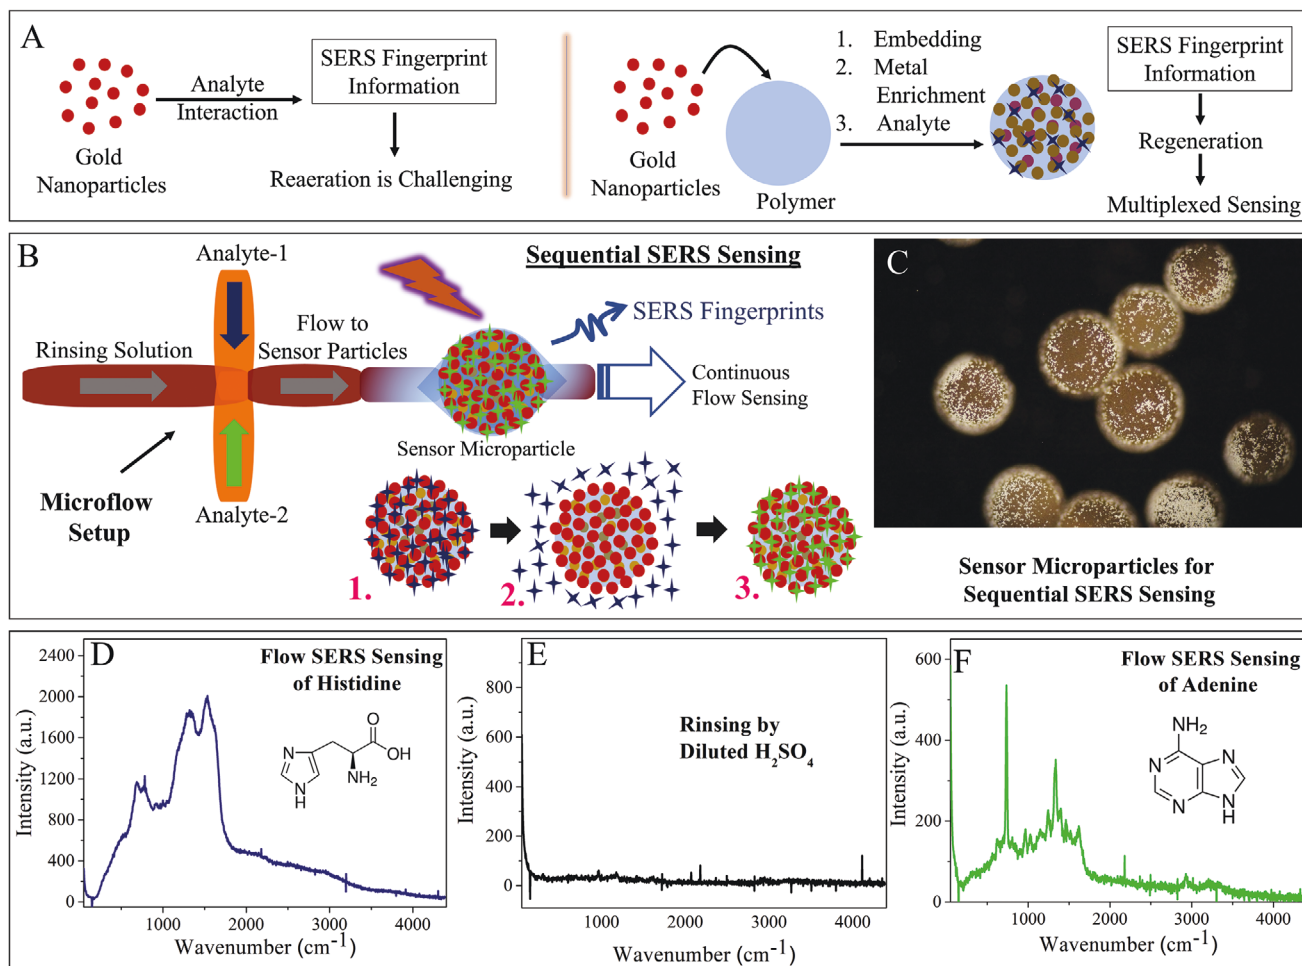 A
Analyte
Interaction
SERS Fingerprint
Information
Gold
Nanoparticles
Reaeration is Challenging
Gold
Nanoparticles
Polymer
1. Embedding
2. Metal
Enrichment
3. Analyte
SERS Fingerprint
Information
Regeneration
Multiplexed Sensing
B
Analyte-1
Sequential SERS Sensing
Rinsing Solution
Flow to
Sensor Particles
SERS Fingerprints
Continuous
Flow Sensing
Sensor Microparticle
Microflow
Setup
Analyte-2
1.
2.
3.
C
Sensor Microparticles for
Sequential SERS Sensing
D
Flow SERS Sensing
of Histidine
Intensity (a.u.)
2400
2000
1600
1200
800
400
0
1000 2000 3000 4000
Wavenumber (cm⁻¹)
N
N
H
O
OH
NH₂
E
Rinsing by
Diluted H₂SO₄
Intensity (a.u.)
800
600
400
200
0
1000 2000 3000 4000
Wavenumber (cm⁻¹)
F
Flow SERS Sensing
of Adenine
Intensity (a.u.)
600
400
200
0
1000 2000 3000 4000
Wavenumber (cm⁻¹)
NH₂
N
N
N
N
H